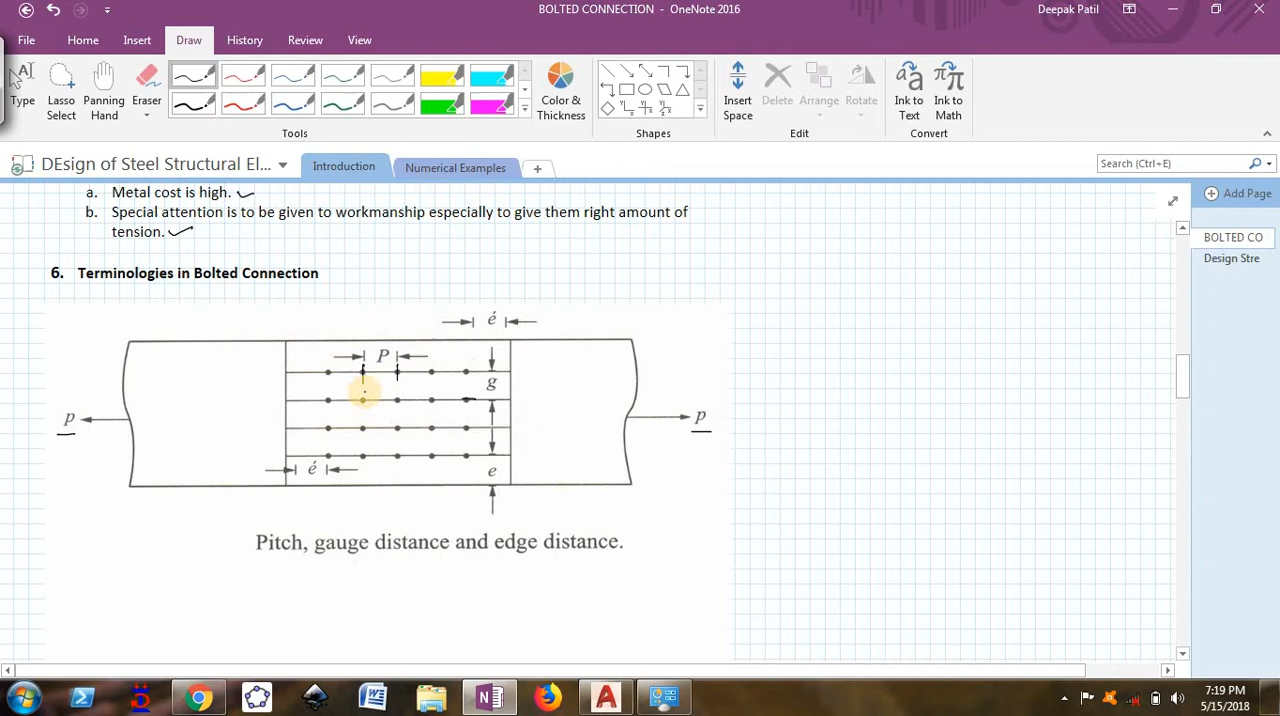 BOLTED CONNECTION - OneNote 2016
Deepak Patil
File Home Insert Draw History Review View
Type
Lasso Select
Panning Hand
Eraser
Color & Thickness
Insert Space
Delete
Arrange
Rotate
Ink to Text
Ink to Math
Tools
Shapes
Edit
Convert
DEsign of Steel Structural El...
Introduction
Numerical Examples
Search (Ctrl+E)
Add Page
BOLTED CO
Design Stre
a. Metal cost is high.
b. Special attention is to be given to workmanship especially to give them right amount of
tension.
6. Terminologies in Bolted Connection
é
P
g
p
p
é
e
Pitch, gauge distance and edge distance.
7:19 PM
5/15/2018